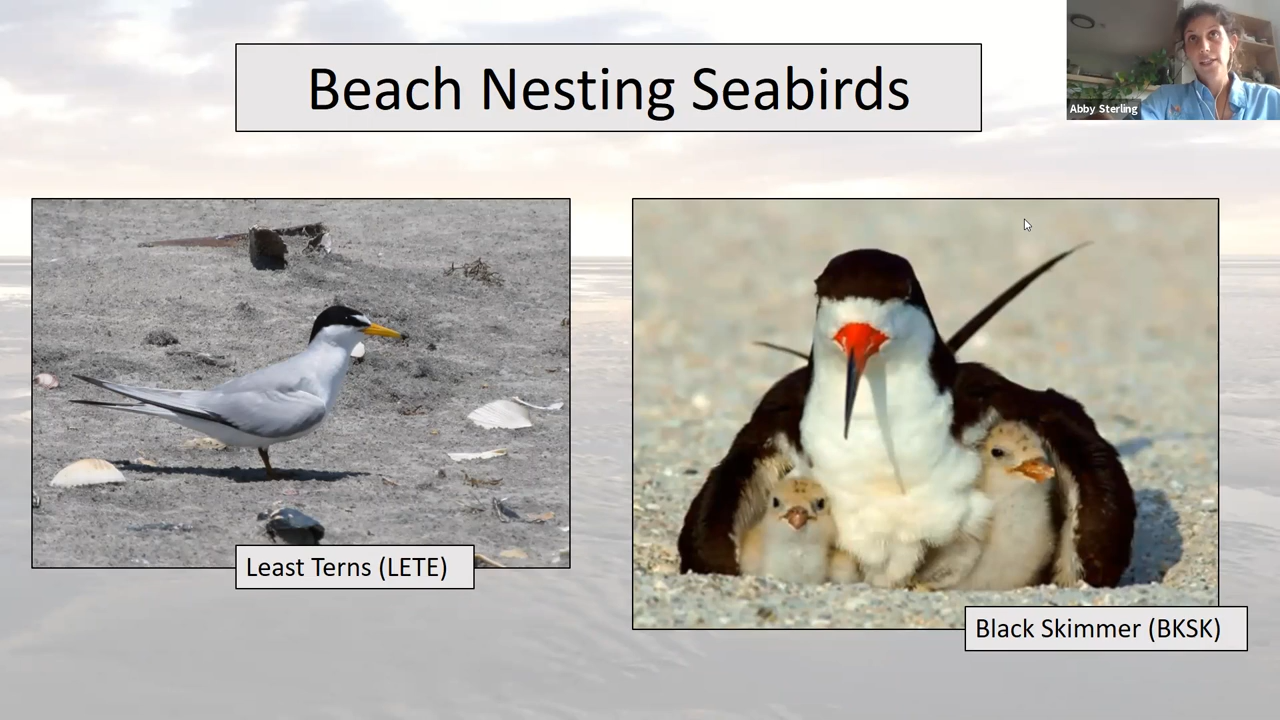 Beach Nesting Seabirds
Abby Sterling
Least Terns (LETE)
Black Skimmer (BKSK)